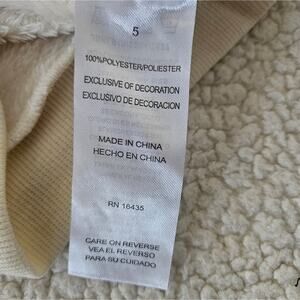 5
100%POLYESTER/POLIESTER
EXCLUSIVE OF DECORATION
EXCLUSIVO DE DECORACION
MADE IN CHINA
HECHO EN CHINA
RN 16435
CARE ON REVERSE
VEA EL REVERSO
PARA SU CUIDADO